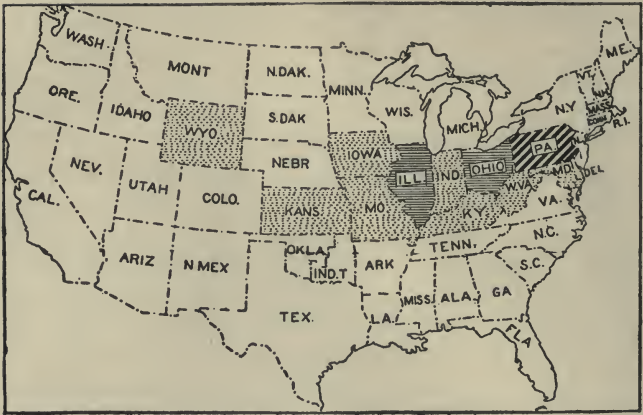 WASH.
MONT
N.DAK.
MINN.
ME.
VT.
N.H.
ORE.
IDAHO
WYO.
S.DAK
WIS.
MICH.
N.Y
MASS.
CONN.
R.I.
NEV.
UTAH
COLO.
NEBR
IOWA
ILL.
IND.
OHIO
PA.
N.J.
MD.
DEL
CAL.
KANS.
MO
KY.
W.VA.
VA.
ARIZ
N.MEX
OKLA.
IND.T
ARK
TENN.
N.C.
S.C.
TEX.
LA.
MISS.
ALA.
GA
FLA